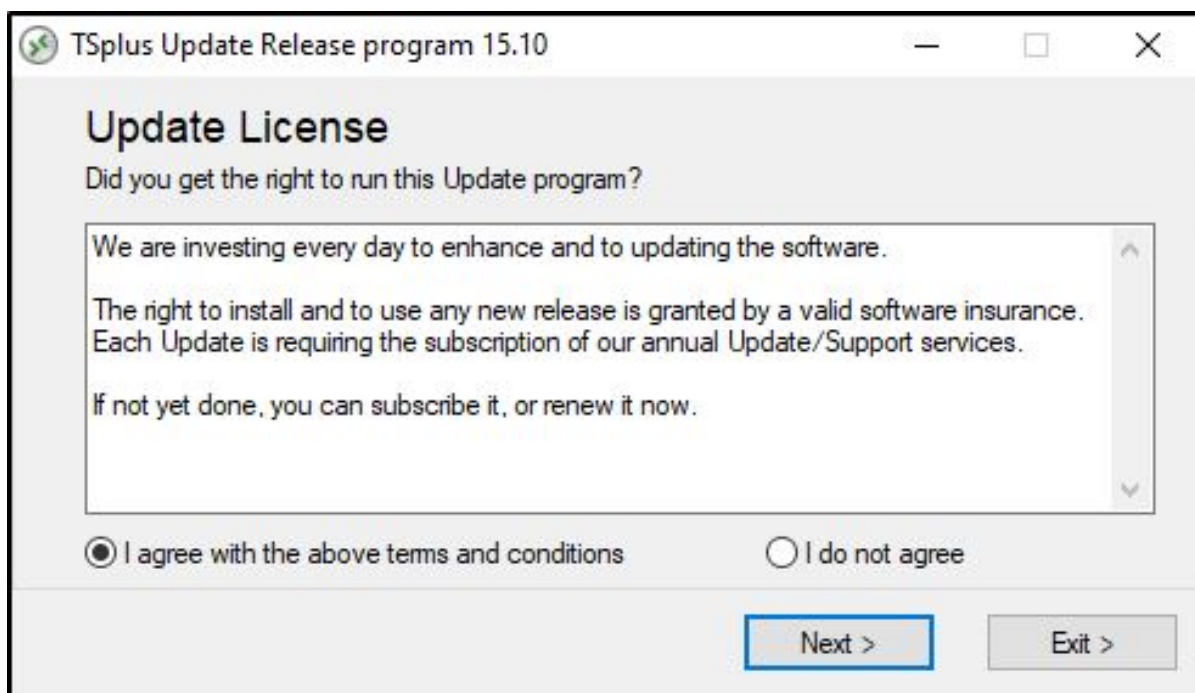 TSplus Update Release program 15.10
Update License
Did you get the right to run this Update program?
We are investing every day to enhance and to updating the software.
The right to install and to use any new release is granted by a valid software insurance.
Each Update is requiring the subscription of our annual Update/Support services.
If not yet done, you can subscribe it, or renew it now.
I agree with the above terms and conditions
I do not agree
Next >
Exit >